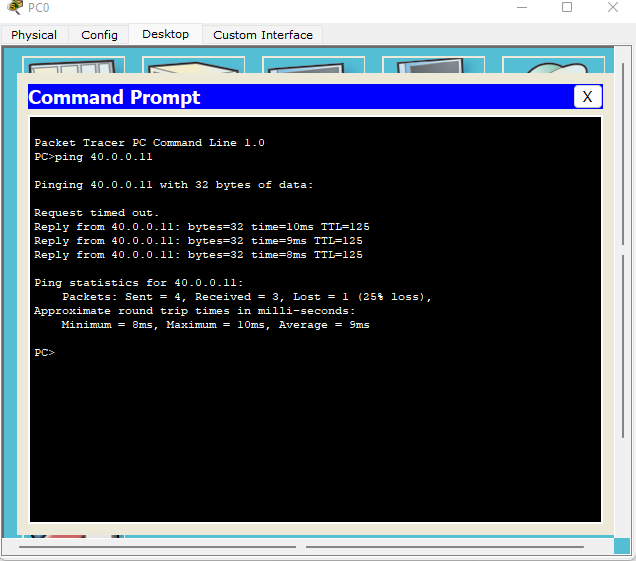 PC0
Physical Config Desktop Custom Interface
Command Prompt X
Packet Tracer PC Command Line 1.0
PC>ping 40.0.0.11
Pinging 40.0.0.11 with 32 bytes of data:
Request timed out.
Reply from 40.0.0.11: bytes=32 time=10ms TTL=125
Reply from 40.0.0.11: bytes=32 time=9ms TTL=125
Reply from 40.0.0.11: bytes=32 time=8ms TTL=125
Ping statistics for 40.0.0.11:
Packets: Sent = 4, Received = 3, Lost = 1 (25% loss),
Approximate round trip times in milli-seconds:
Minimum = 8ms, Maximum = 10ms, Average = 9ms
PC>